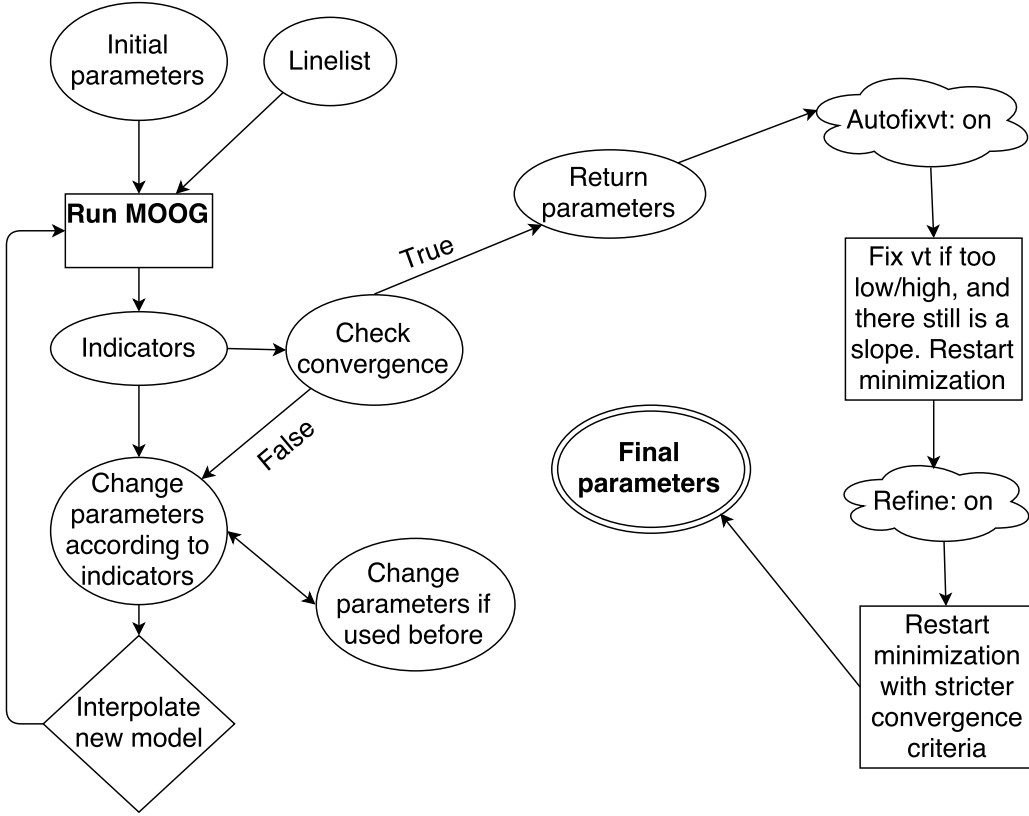 Initial
parameters
Linelist
Run MOOG
Indicators
Check
convergence
True
False
Return
parameters
Autofixvt: on
Fix vt if too
low/high, and
there still is a
slope. Restart
minimization
Refine: on
Restart
minimization
with stricter
convergence
criteria
Final
parameters
Change
parameters
according to
indicators
Change
parameters if
used before
Interpolate
new model